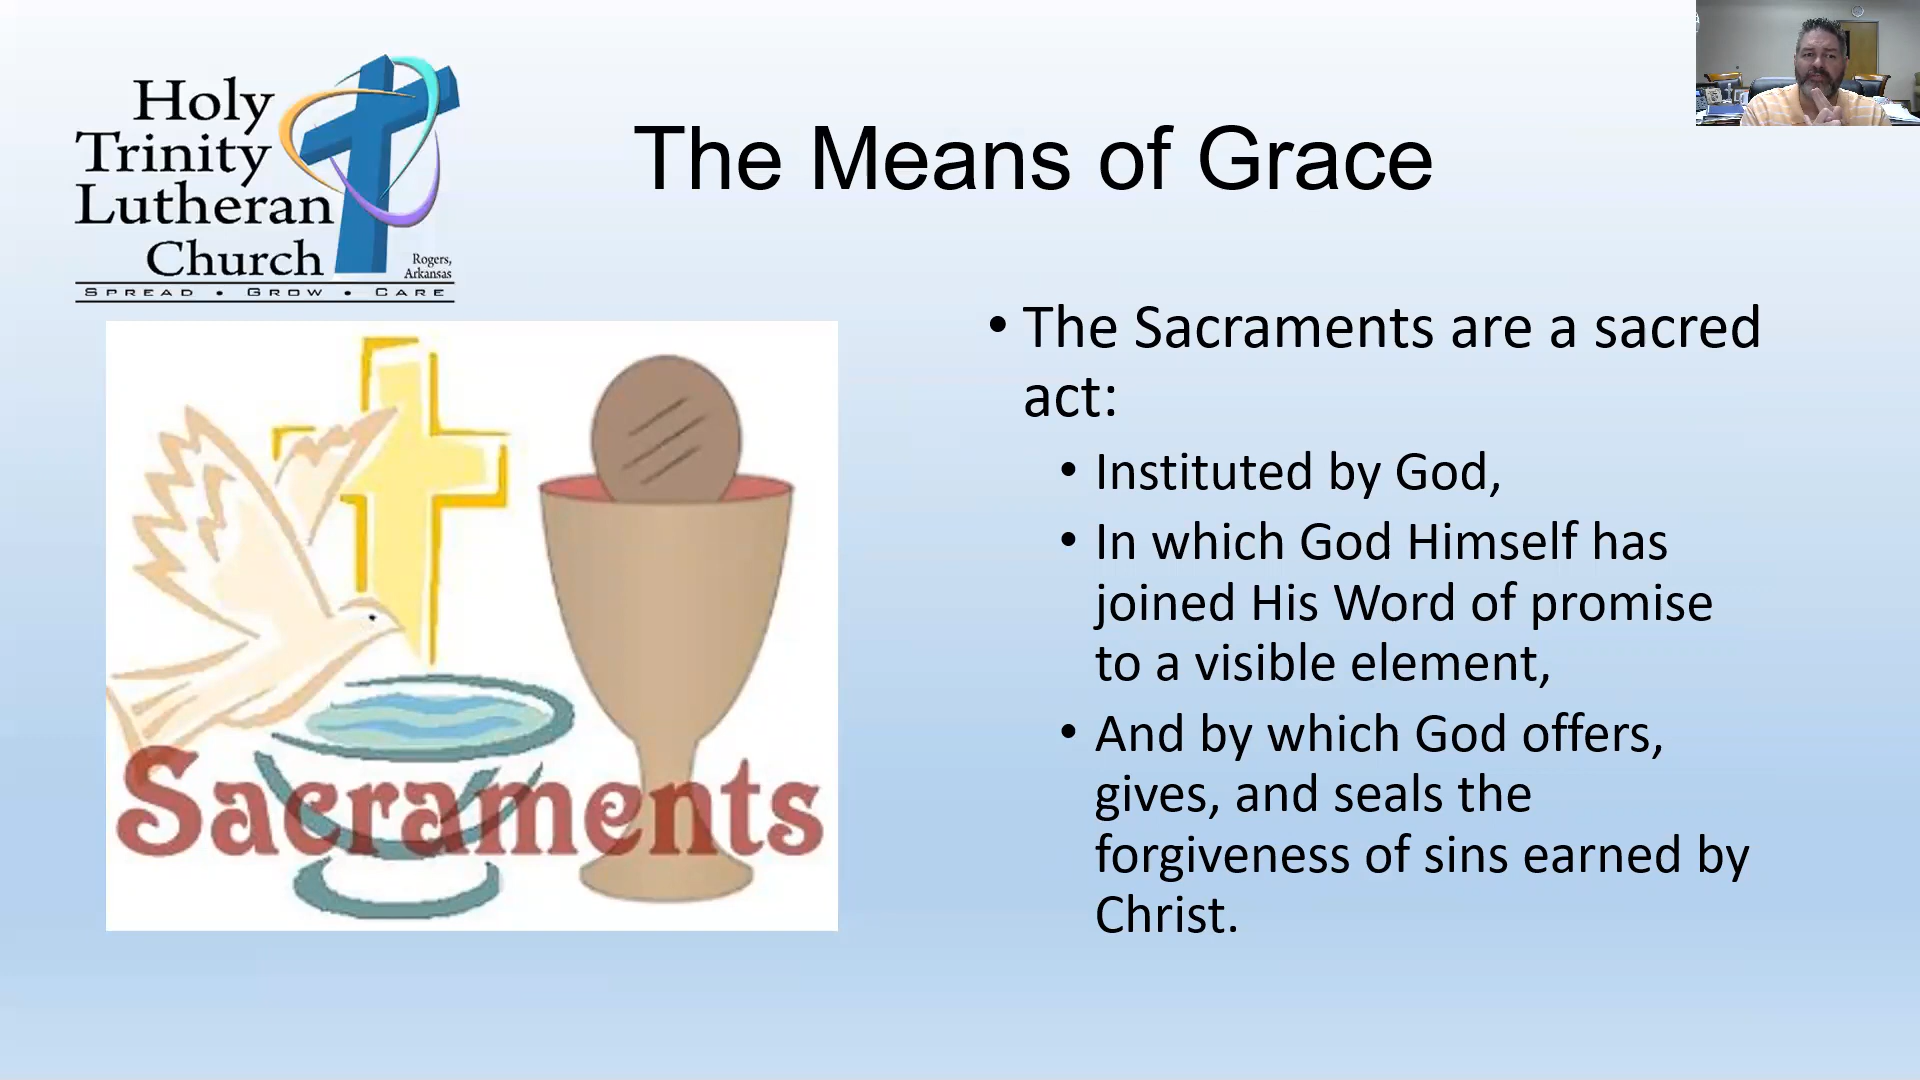 Holy
Trinity
Lutheran
Church
Rogers,
Arkansas
SPREAD • GROW • CARE
The Means of Grace
Sacraments
• The Sacraments are a sacred
act:
• Instituted by God,
• In which God Himself has
joined His Word of promise
to a visible element,
• And by which God offers,
gives, and seals the
forgiveness of sins earned by
Christ.